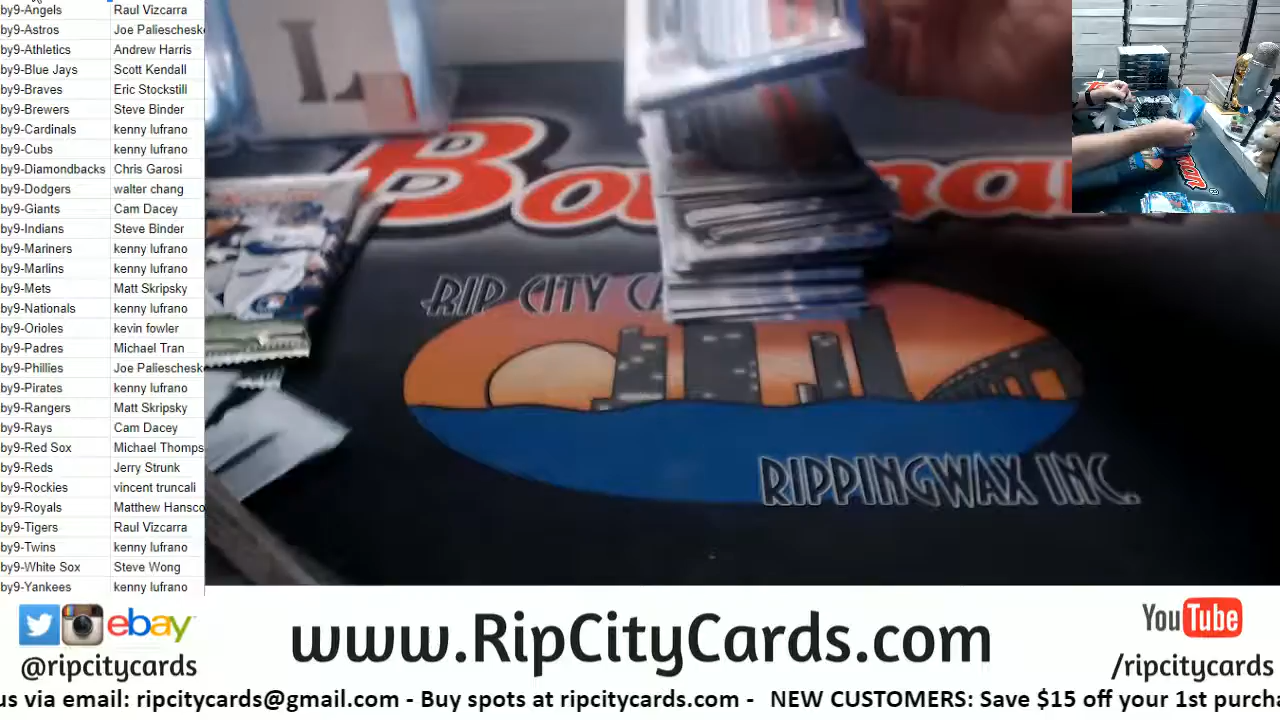 by9-Angels Raul Vizcarra
by9-Astros Joe Paliescheske
by9-Athletics Andrew Harris
by9-Blue Jays Scott Kendall
by9-Braves Eric Stockstill
by9-Brewers Steve Binder
by9-Cardinals kenny lufrano
by9-Cubs kenny lufrano
by9-Diamondbacks Chris Garosi
by9-Dodgers walter chang
by9-Giants Cam Dacey
by9-Indians Steve Binder
by9-Mariners kenny lufrano
by9-Marlins kenny lufrano
by9-Mets Matt Skripsky
by9-Nationals kenny lufrano
by9-Orioles kevin fowler
by9-Padres Michael Tran
by9-Phillies Joe Palieschesk
by9-Pirates kenny lufrano
by9-Rangers Matt Skripsky
by9-Rays Cam Dacey
by9-Red Sox Michael Thomps
by9-Reds Jerry Strunk
by9-Rockies vincent truncali
by9-Royals Matthew Hansco
by9-Tigers Raul Vizcarra
by9-Twins kenny lufrano
by9-White Sox Steve Wong
by9-Yankees kenny lufrano
RIP CITY CA
RIPPINGWAX INC.
ebay
@ripcitycards
www.RipCityCards.com
YouTube
/ripcitycards
us via email: ripcitycards@gmail.com - Buy spots at ripcitycards.com - NEW CUSTOMERS: Save $15 off your 1st purcha